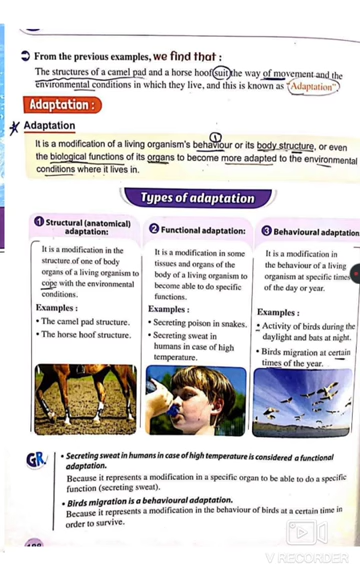 From the previous examples, we find that :
The structures of a camel pad and a horse hoof suit the way of movement and the
environmental conditions in which they live, and this is known as "Adaptation".
Adaptation :
Adaptation
It is a modification of a living organism's behaviour or its body structure, or even
the biological functions of its organs to become more adapted to the environmental
conditions where it lives in.
Types of adaptation
1 Structural (anatomical)
adaptation:
It is a modification in the
structure of one of body
organs of a living organism to
cope with the environmental
conditions.
Examples :
• The camel pad structure.
• The horse hoof structure.
2 Functional adaptation:
It is a modification in some
tissues and organs of the
body of a living organism to
become able to do specific
functions.
Examples :
• Secreting poison in snakes.
• Secreting sweat in
humans in case of high
temperature.
3 Behavioural adaptation
It is a modification in
the behaviour of a living
organism at specific times
of the day or year.
Examples :
• Activity of birds during the
daylight and bats at night.
• Birds migration at certain
times of the year.
GR.
• Secreting sweat in humans in case of high temperature is considered a functional
adaptation.
Because it represents a modification in a specific organ to be able to do a specific
function (secreting sweat).
• Birds migration is a behavioural adaptation.
Because it represents a modification in the behaviour of birds at a certain time in
order to survive.
V RECORDER